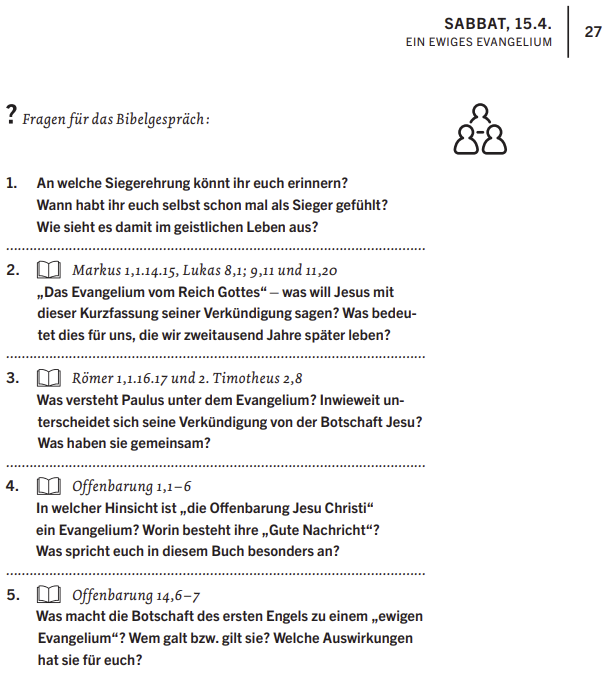 SABBAT, 15.4.
EIN EWIGES EVANGELIUM
27
? Fragen für das Bibelgespräch:
1. An welche Siegerehrung könnt ihr euch erinnern?
Wann habt ihr euch selbst schon mal als Sieger gefühlt?
Wie sieht es damit im geistlichen Leben aus?
2. Markus 1,1.14.15, Lukas 8,1; 9,11 und 11,20
„Das Evangelium vom Reich Gottes“ – was will Jesus mit
dieser Kurzfassung seiner Verkündigung sagen? Was bedeu-
tet dies für uns, die wir zweitausend Jahre später leben?
3. Römer 1,1.16.17 und 2. Timotheus 2,8
Was versteht Paulus unter dem Evangelium? Inwieweit un-
terscheidet sich seine Verkündigung von der Botschaft Jesu?
Was haben sie gemeinsam?
4. Offenbarung 1,1–6
In welcher Hinsicht ist „die Offenbarung Jesu Christi“
ein Evangelium? Worin besteht ihre „Gute Nachricht“?
Was spricht euch in diesem Buch besonders an?
5. Offenbarung 14,6–7
Was macht die Botschaft des ersten Engels zu einem „ewigen
Evangelium“? Wem galt bzw. gilt sie? Welche Auswirkungen
hat sie für euch?